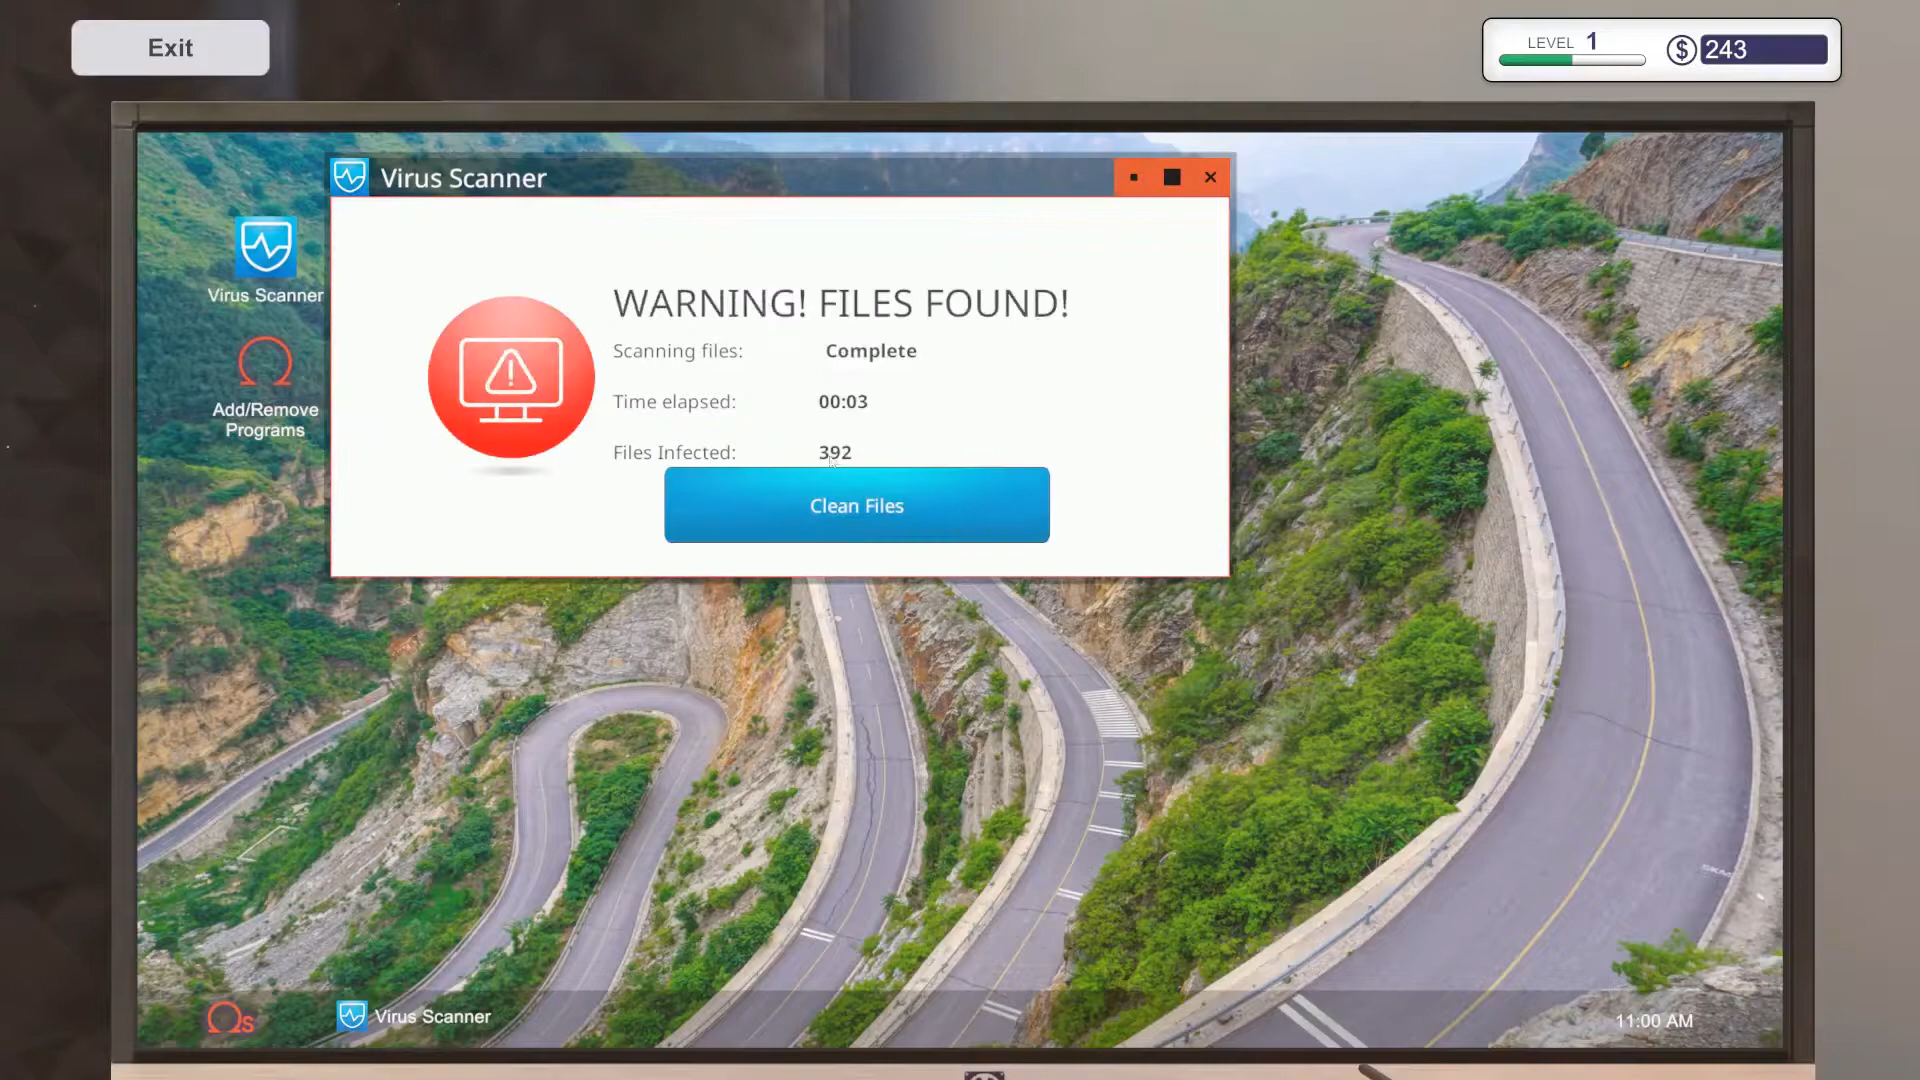 Exit
LEVEL 1
$ 243
Virus Scanner
Virus Scanner
WARNING! FILES FOUND!
Scanning files: Complete
Time elapsed: 00:03
Files Infected: 392
Clean Files
Add/Remove
Programs
Ωs
Virus Scanner
11:00 AM